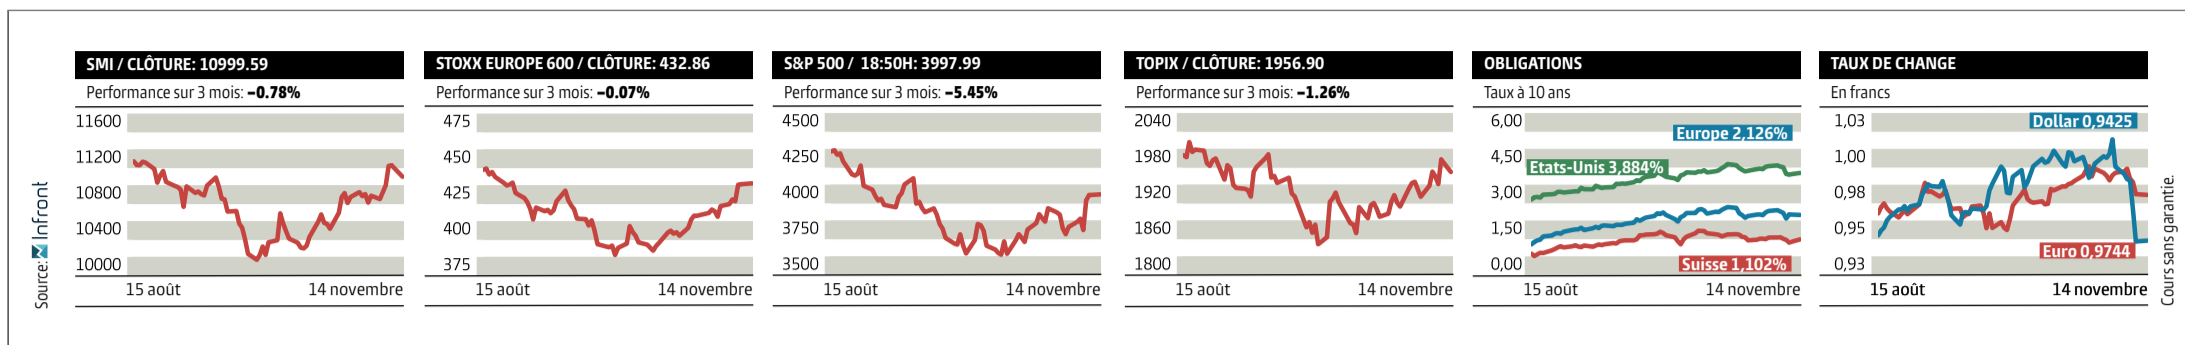 Source: Infront
SMI / CLÔTURE: 10999.59
Performance sur 3 mois: –0.78%
11600
11200
10800
10400
10000
15 août 14 novembre
STOXX EUROPE 600 / CLÔTURE: 432.86
Performance sur 3 mois: –0.07%
475
450
425
400
375
15 août 14 novembre
S&P 500 / 18:50H: 3997.99
Performance sur 3 mois: –5.45%
4500
4250
4000
3750
3500
15 août 14 novembre
TOPIX / CLÔTURE: 1956.90
Performance sur 3 mois: –1.26%
2040
1980
1920
1860
1800
15 août 14 novembre
OBLIGATIONS
Taux à 10 ans
6,00
4,50
3,00
1,50
0,00
Europe 2,126%
Etats-Unis 3,884%
Suisse 1,102%
15 août 14 novembre
TAUX DE CHANGE
En francs
1,03
1,00
0,98
0,95
0,93
Dollar 0,9425
Euro 0,9744
15 août 14 novembre
Cours sans garantie.